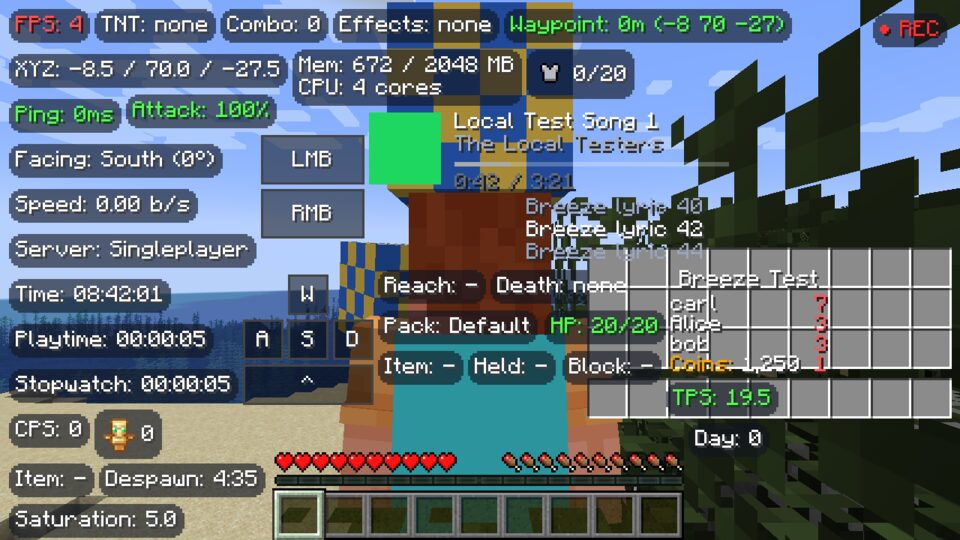 FPS: 4 TNT: none Combo: 0 Effects: none Waypoint: 0m (-8 70 -27) REC
XYZ: -8.5 / 70.0 / -27.5
Mem: 672 / 2048 MB
CPU: 4 cores
0/20
Ping: 0ms Attack: 100%
Local Test Song 1
The Local Testers
0:42 / 3:21
Facing: South (0°)
LMB
Speed: 0.00 b/s
RMB
Breeze lyric 40
Breeze lyric 42
Breeze lyric 44
Server: Singleplayer
Time: 08:42:01
W
Reach: - Death: none
Breeze Test
carl 7
Alice 3
bob 3
Coins: 1,250 1
Playtime: 00:00:05
A S D
Pack: Default HP: 20/20
Item: - Held: - Block: -
Stopwatch: 00:00:05
^
TPS: 19.5
CPS: 0 0
Day: 0
Item: - Despawn: 4:35
Saturation: 5.0